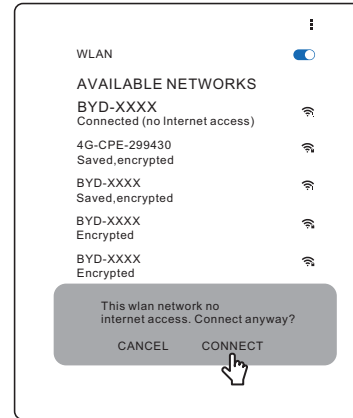 WLAN
AVAILABLE NETWORKS
BYD-XXXX
Connected (no Internet access)
4G-CPE-299430
Saved,encrypted
BYD-XXXX
Saved,encrypted
BYD-XXXX
Encrypted
BYD-XXXX
Encrypted
This wlan network no
internet access. Connect anyway?
CANCEL CONNECT